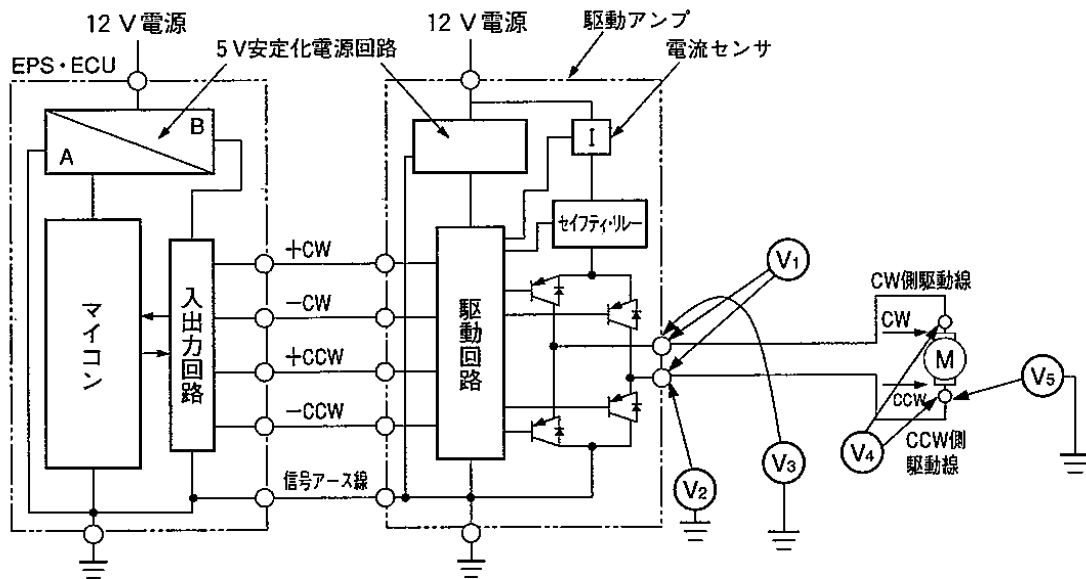 12 V電源
12 V電源
駆動アンプ
5V安定化電源回路
電流センサ
EPS・ECU
B
A
I
セイフティ・リレー
+CW
−CW
+CCW
−CCW
マイコン
入出力回路
駆動回路
信号アース線
V1
CW側駆動線
CW
M
CCW
V5
V4
CCW側
駆動線
V3
V2